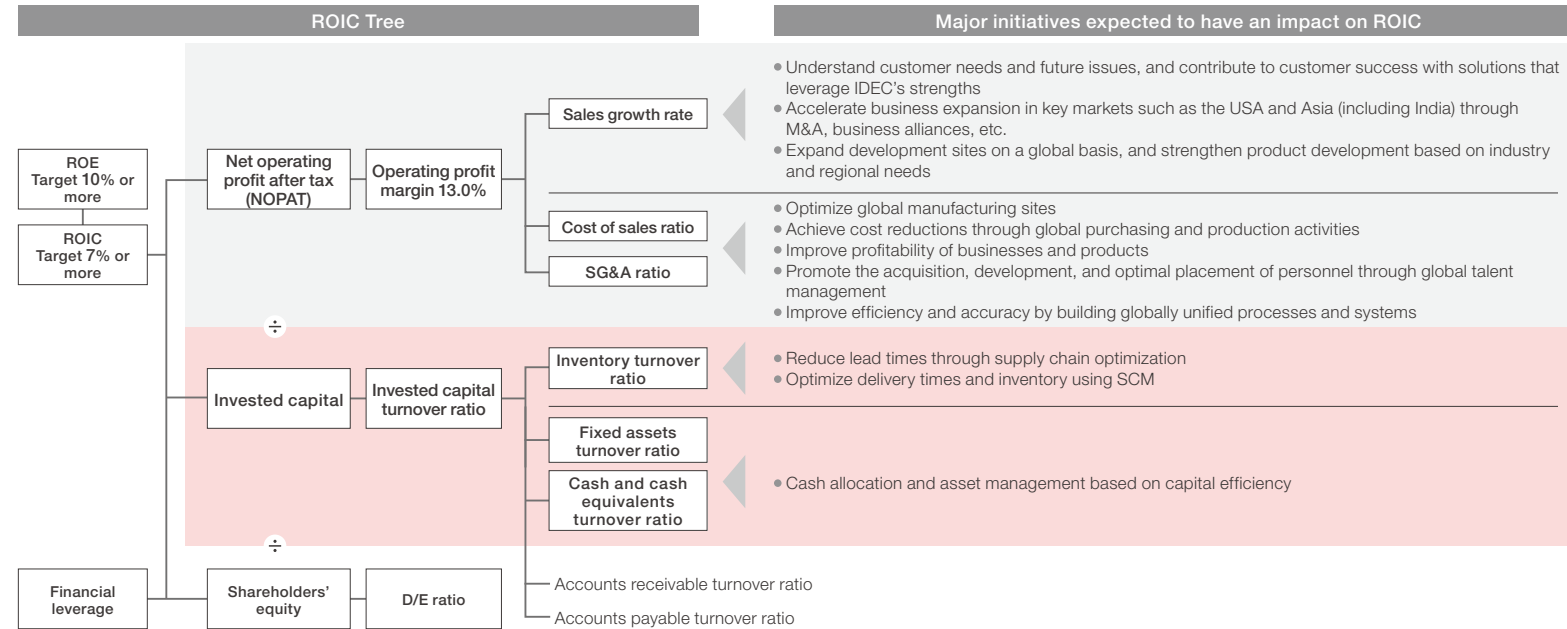 ROIC Tree
Major initiatives expected to have an impact on ROIC
ROE
Target 10% or
more
ROIC
Target 7% or
more
Net operating
profit after tax
(NOPAT)
Operating profit
margin 13.0%
Sales growth rate
● Understand customer needs and future issues, and contribute to customer success with solutions that
leverage IDEC's strengths
● Accelerate business expansion in key markets such as the USA and Asia (including India) through
M&A, business alliances, etc.
● Expand development sites on a global basis, and strengthen product development based on industry
and regional needs
Cost of sales ratio
SG&A ratio
● Optimize global manufacturing sites
● Achieve cost reductions through global purchasing and production activities
● Improve profitability of businesses and products
● Promote the acquisition, development, and optimal placement of personnel through global talent
management
● Improve efficiency and accuracy by building globally unified processes and systems
÷
Invested capital
Invested capital
turnover ratio
Inventory turnover
ratio
● Reduce lead times through supply chain optimization
● Optimize delivery times and inventory using SCM
Fixed assets
turnover ratio
Cash and cash
equivalents
turnover ratio
● Cash allocation and asset management based on capital efficiency
÷
Financial
leverage
Shareholders'
equity
D/E ratio
Accounts receivable turnover ratio
Accounts payable turnover ratio